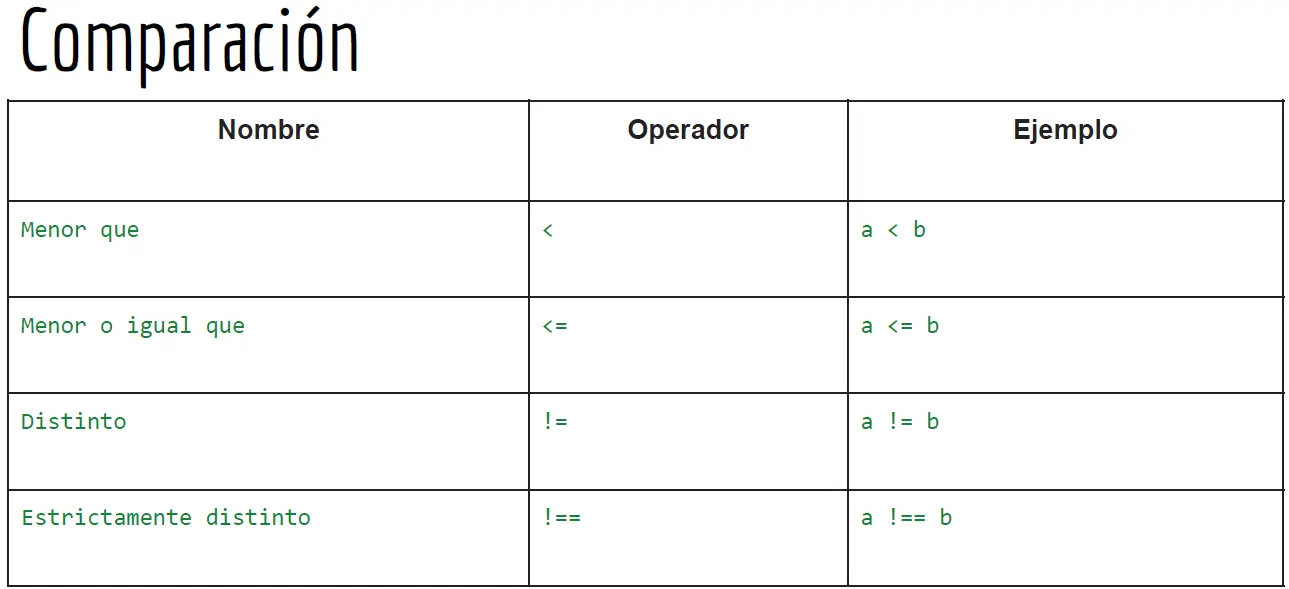 Comparación
Nombre Operador Ejemplo
Menor que < a < b
Menor o igual que <= a <= b
Distinto != a != b
Estrictamente distinto !== a !== b